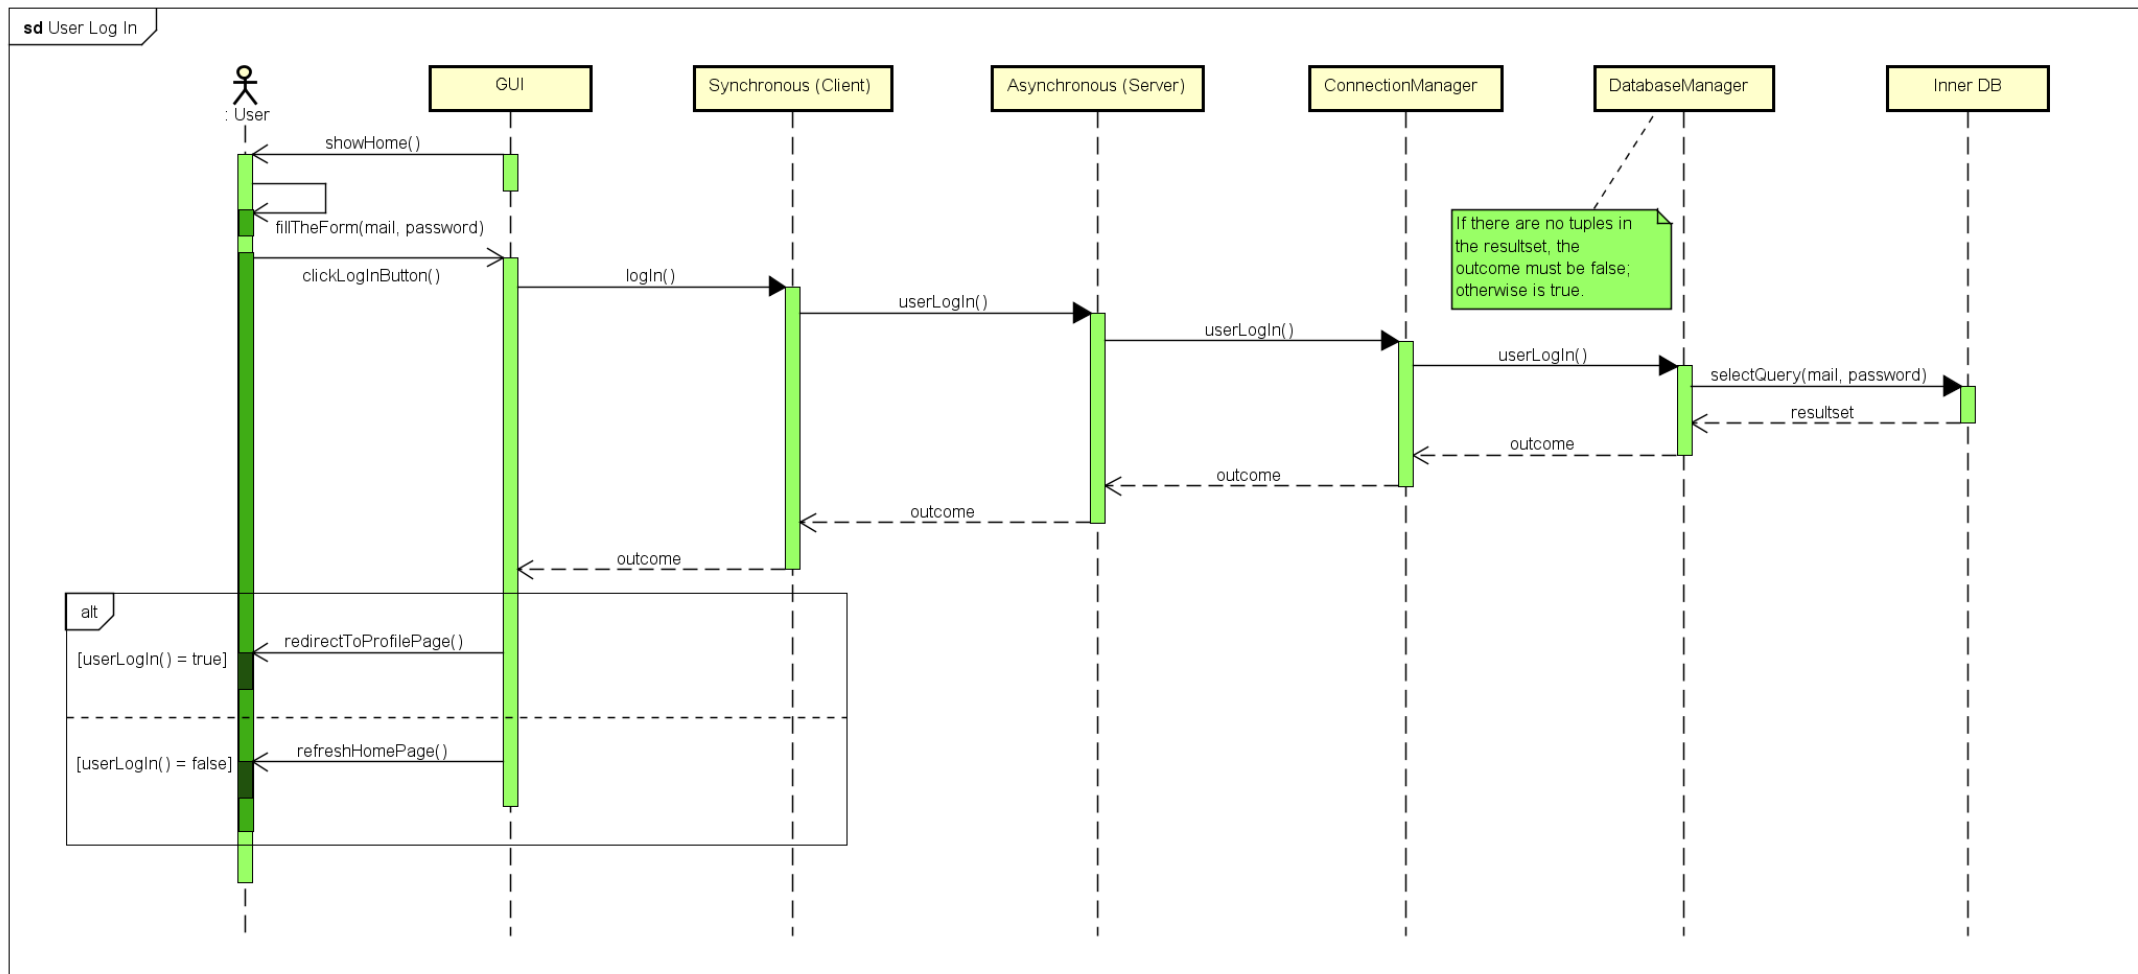 sd User Log In
: User
GUI
Synchronous (Client)
Asynchronous (Server)
ConnectionManager
DatabaseManager
Inner DB
showHome()
fillTheForm(mail, password)
clickLogInButton()
logIn()
userLogIn()
userLogIn()
userLogIn()
If there are no tuples in
the resultset, the
outcome must be false;
otherwise is true.
selectQuery(mail, password)
resultset
outcome
outcome
outcome
outcome
alt
redirectToProfilePage()
[userLogIn() = true]
refreshHomePage()
[userLogIn() = false]